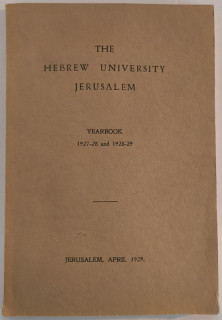 THE
HEBREW UNIVERSITY
JERUSALEM
YEARBOOK
1927-28 and 1928-29
JERUSALEM, APRIL 1929.